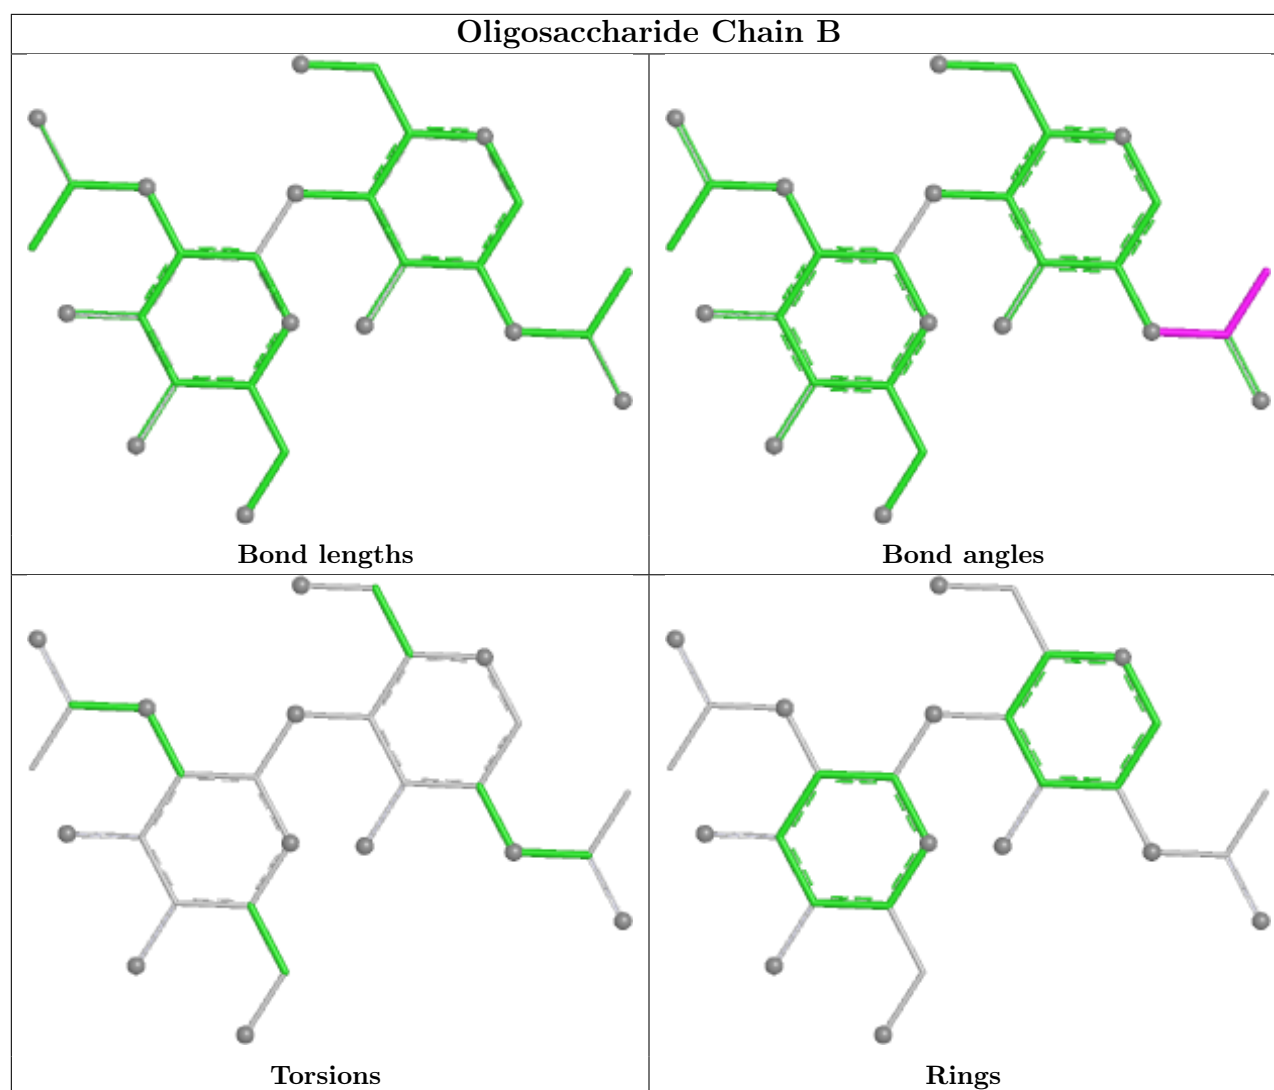 Oligosaccharide Chain B
Bond lengths
Bond angles
Torsions
Rings